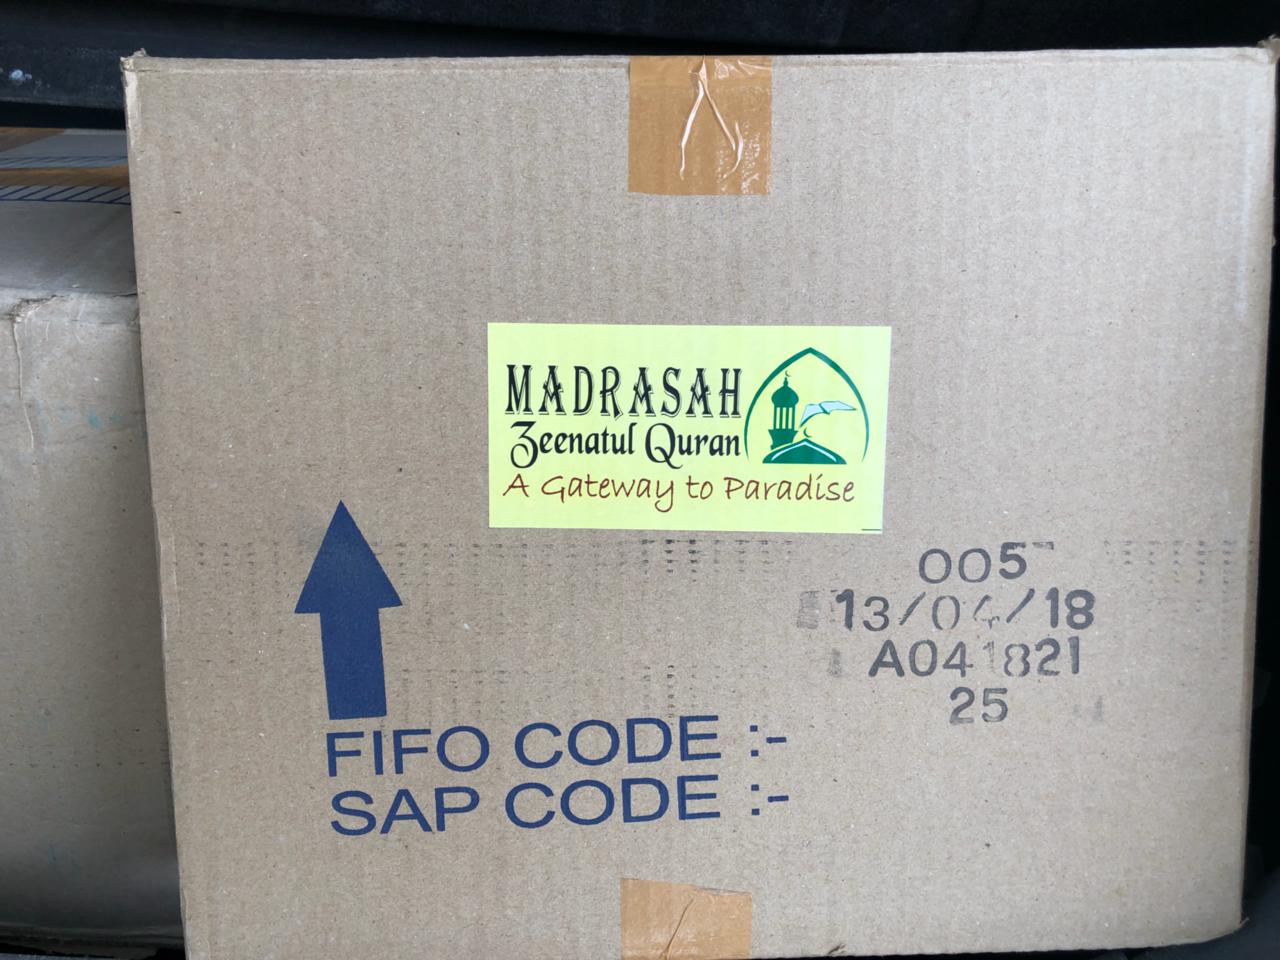 MADRASAH
Zeenatul Quran
A Gateway to Paradise
005
13/04/18
A041821
25
FIFO CODE :-
SAP CODE :-